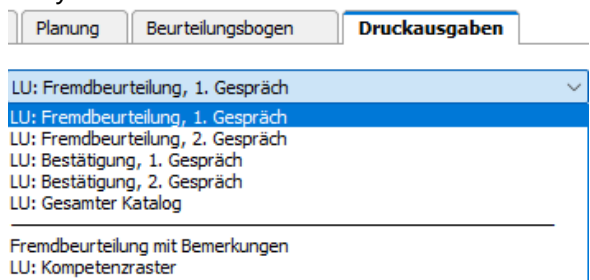 Planung Beurteilungsbogen Druckausgaben
LU: Fremdbeurteilung, 1. Gespräch
LU: Fremdbeurteilung, 1. Gespräch
LU: Fremdbeurteilung, 2. Gespräch
LU: Bestätigung, 1. Gespräch
LU: Bestätigung, 2. Gespräch
LU: Gesamter Katalog
Fremdbeurteilung mit Bemerkungen
LU: Kompetenzraster